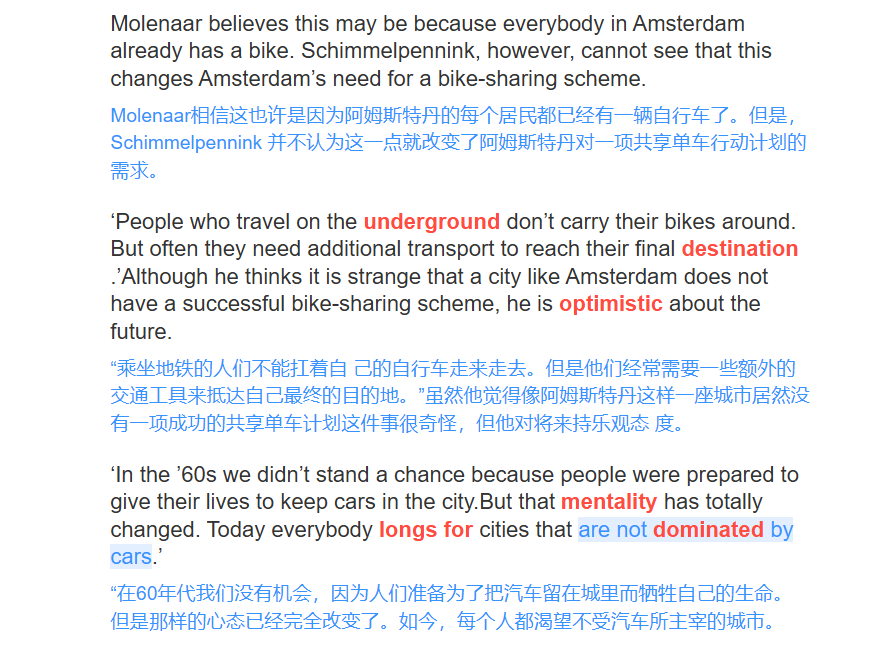 Molenaar believes this may be because everybody in Amsterdam
already has a bike. Schimmelpennink, however, cannot see that this
changes Amsterdam’s need for a bike-sharing scheme.
Molenaar相信这也许是因为阿姆斯特丹的每个居民都已经有一辆自行车了。但是，
Schimmelpennink 并不认为这一点就改变了阿姆斯特丹对一项共享单车行动计划的
需求。
‘People who travel on the underground don’t carry their bikes around.
But often they need additional transport to reach their final destination
.’Although he thinks it is strange that a city like Amsterdam does not
have a successful bike-sharing scheme, he is optimistic about the
future.
“乘坐地铁的人们不能扛着自 己的自行车走来走去。但是他们经常需要一些额外的
交通工具来抵达自己最终的目的地。”虽然他觉得像阿姆斯特丹这样一座城市居然没
有一项成功的共享单车计划这件事很奇怪，但他对将来持乐观态 度。
‘In the ’60s we didn’t stand a chance because people were prepared to
give their lives to keep cars in the city.But that mentality has totally
changed. Today everybody longs for cities that are not dominated by
cars.’
“在60年代我们没有机会，因为人们准备为了把汽车留在城里而牺牲自己的生命。
但是那样的心态已经完全改变了。如今，每个人都渴望不受汽车所主宰的城市。